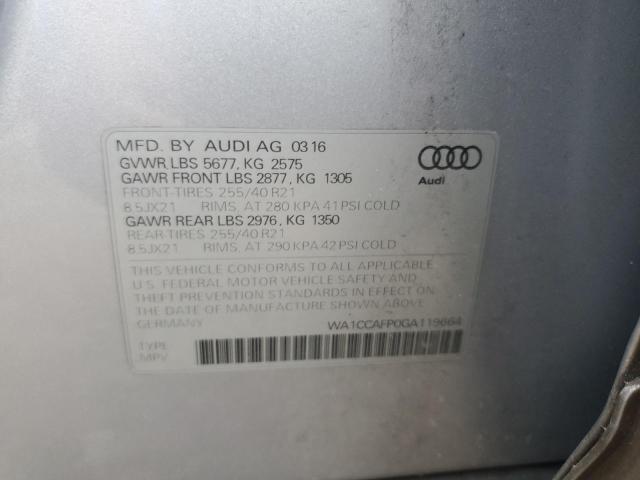 MFD. BY AUDI AG 0316
GVWR LBS 5677, KG 2575
GAWR FRONT LBS 2877, KG 1305
FRONT-TIRES 255/40 R21
8.5JX21 RIMS, AT 280 KPA 41 PSI COLD
GAWR REAR LBS 2976, KG 1350
REAR-TIRES 255/40 R21
8.5JX21 RIMS, AT 290 KPA 42 PSI COLD
Audi
THIS VEHICLE CONFORMS TO ALL APPLICABLE
U.S. FEDERAL MOTOR VEHICLE SAFETY AND
THEFT PREVENTION STANDARDS IN EFFECT ON
THE DATE OF MANUFACTURE SHOWN ABOVE.
GERMANY WA1CCAFP0GA119664
TYPE:
MPV